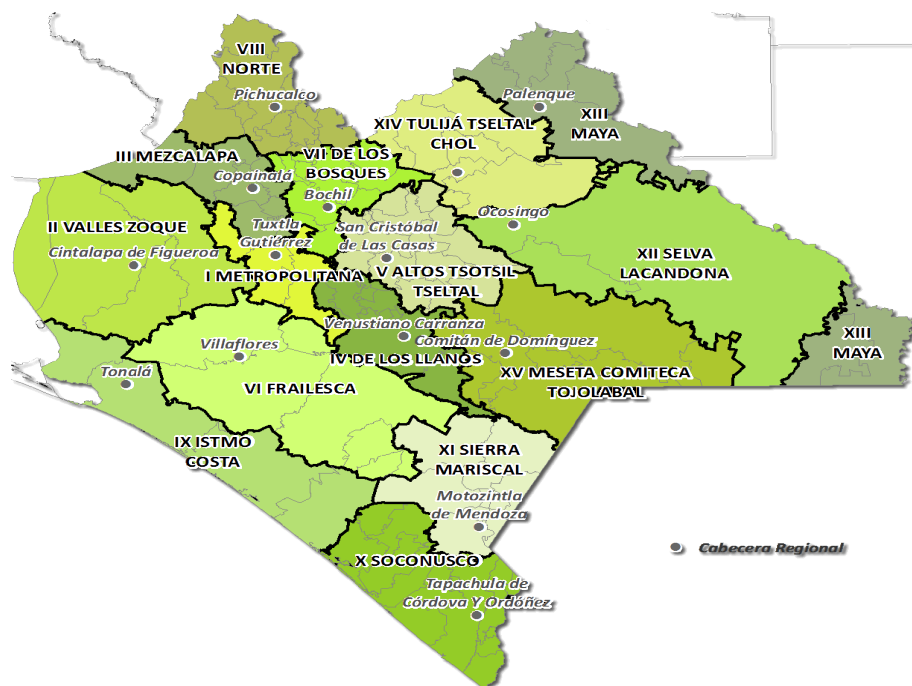 VIII
NORTE
Pichucalco
Palenque
XIII
MAYA
XIV TULIJÁ TSELTAL
CHOL
III MEZCALAPA
VII DE LOS
BOSQUES
Copainalá
Bochil
Ocosingo
II VALLES ZOQUE
Cintalapa de Figueroa
Tuxtla
Gutiérrez
San Cristóbal
de Las Casas
I METROPOLITANA
V ALTOS TSOTSIL
TSELTAL
XII SELVA
LACANDONA
Venustiano Carranza
Comitán de Domínguez
XIII
MAYA
Villaflores
IV DE LOS LLANOS
Tonalá
VI FRAILESCA
XV MESETA COMITECA
TOJOLABAL
IX ISTMO
COSTA
XI SIERRA
MARISCAL
Motozintla
de Mendoza
Cabecera Regional
X SOCONUSCO
Tapachula de
Córdova Y Ordóñez